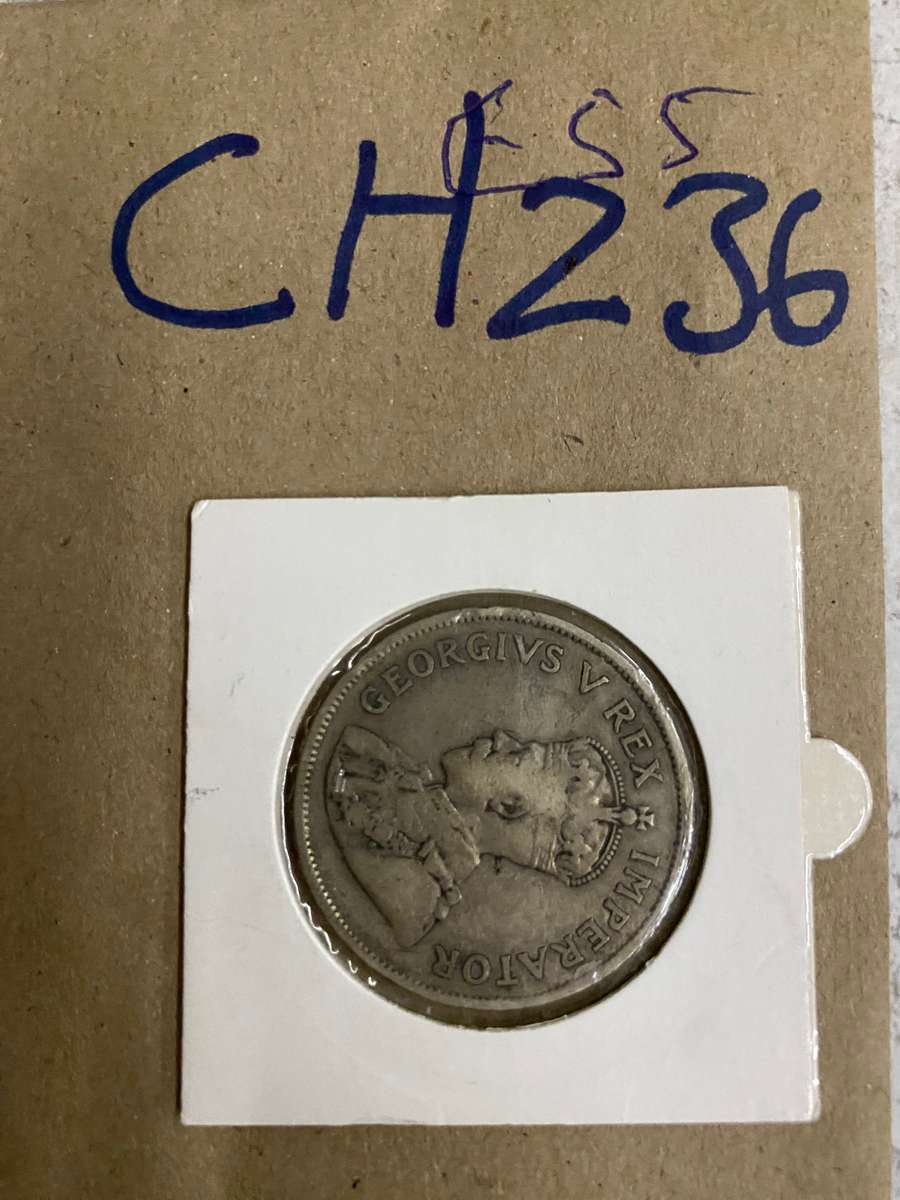 £55
CH236
GEORGIVS V REX IMPERATOR